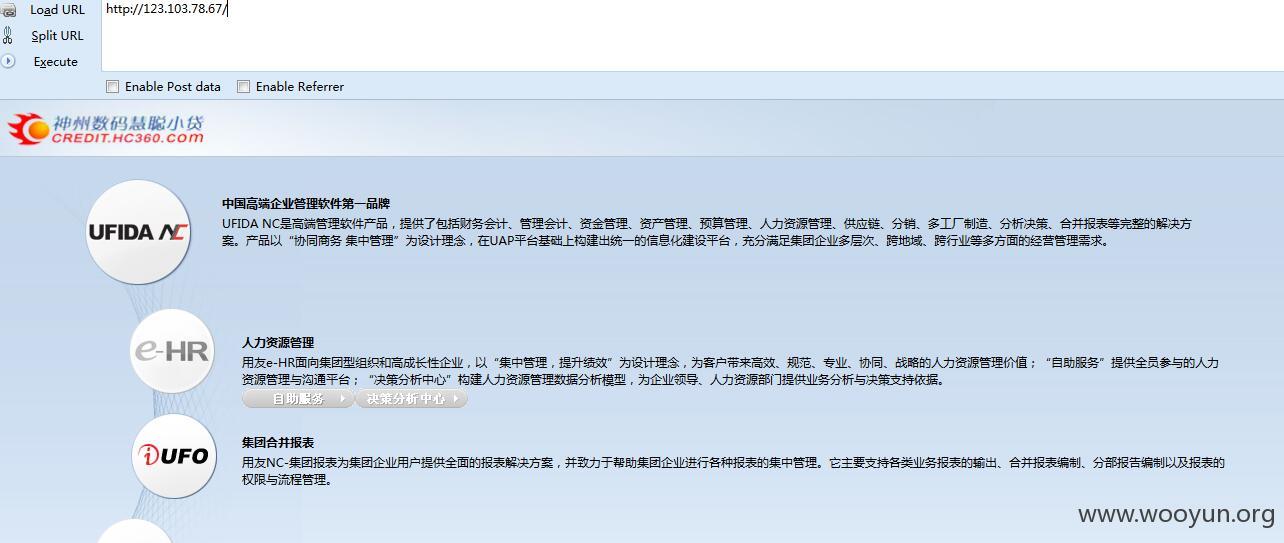 Load URL
http://123.103.78.67/
Split URL
Execute
Enable Post data
Enable Referrer
神州数码慧聪小贷
CREDIT.HC360.COM
UFIDA NC
中国高端企业管理软件第一品牌
UFIDA NC是高端管理软件产品，提供了包括财务会计、管理会计、资金管理、资产管理、预算管理、人力资源管理、供应链、分销、多工厂制造、分析决策、合并报表等完整的解决方
案。产品以“协同商务 集中管理”为设计理念，在UAP平台基础上构建出统一的信息化建设平台，充分满足集团企业多层次、跨地域、跨行业等多方面的经营管理需求。
e-HR
人力资源管理
用友e-HR面向集团型组织和高成长性企业，以“集中管理，提升绩效”为设计理念，为客户带来高效、规范、专业、协同、战略的人力资源管理价值；“自助服务”提供全员参与的人力
资源管理与沟通平台；“决策分析中心”构建人力资源管理数据分析模型，为企业领导、人力资源部门提供业务分析与决策支持依据。
自助服务
决策分析中心
iUFO
集团合并报表
用友NC-集团报表为集团企业用户提供全面的报表解决方案，并致力于帮助集团企业进行各种报表的集中管理。它主要支持各类业务报表的输出、合并报表编制、分部报告编制以及报表的
权限与流程管理。
www.wooyun.org